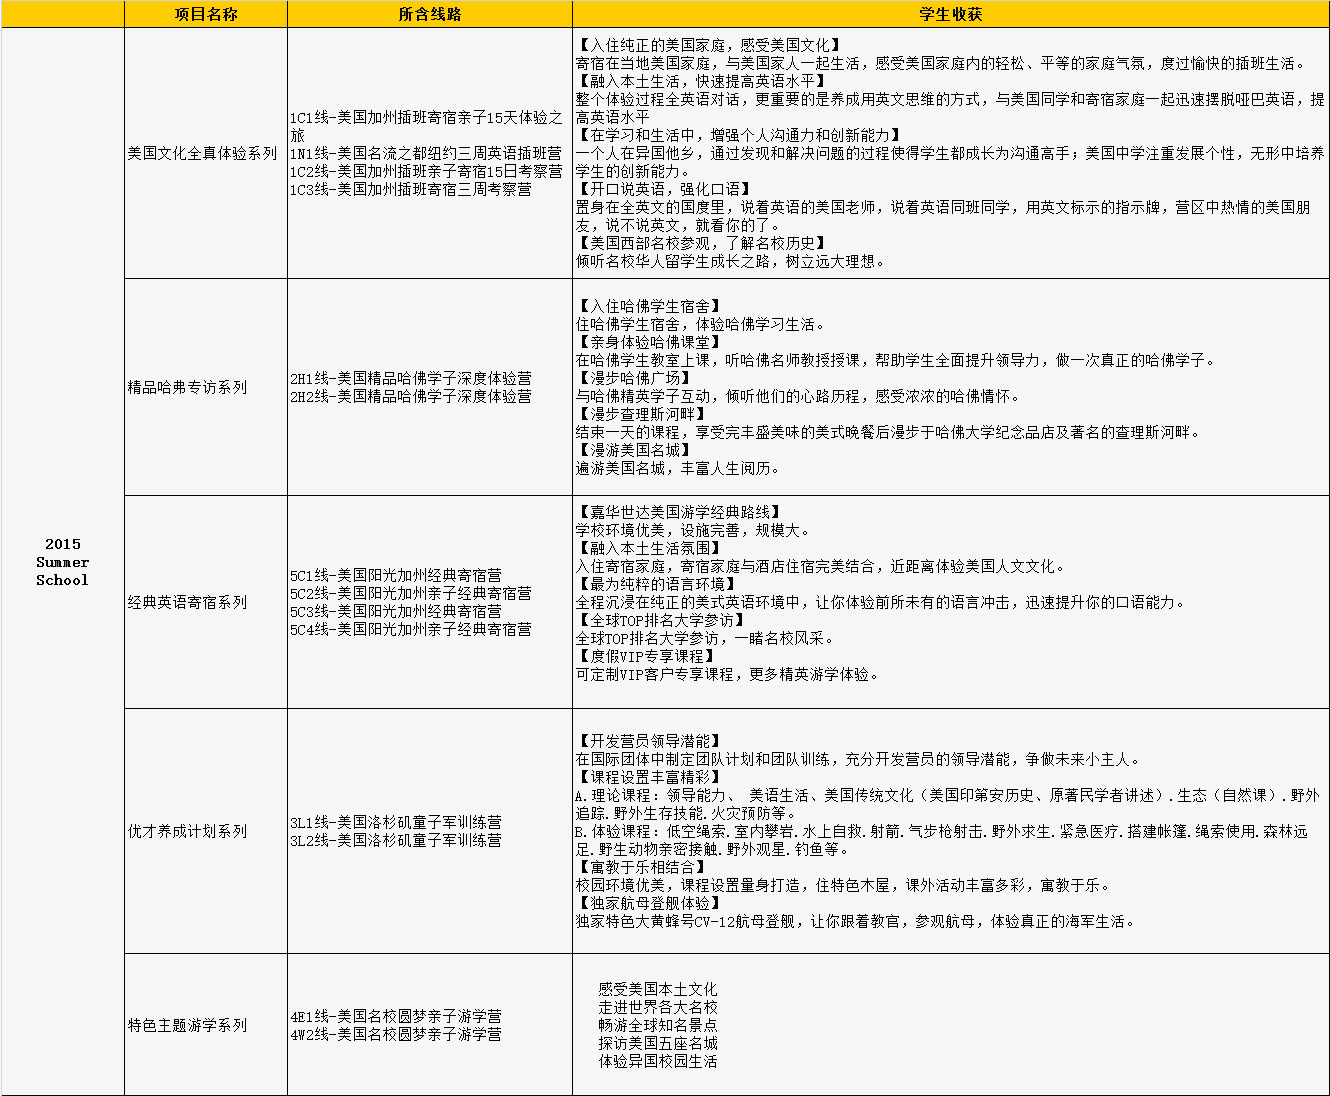 项目名称 所含线路 学生收获
2015
Summer
School
美国文化全真体验系列
1C1线-美国加州插班寄宿亲子15天体验之
旅
1N1线-美国名流之都纽约三周英语插班营
1C2线-美国加州插班亲子寄宿15日考察营
1C3线-美国加州插班寄宿三周考察营
【入住纯正的美国家庭，感受美国文化】
寄宿在当地美国家庭，与美国家人一起生活，感受美国家庭内的轻松、平等的家庭气氛，度过愉快的插班生活。
【融入本土生活，快速提高英语水平】
整个体验过程全英语对话，更重要的是养成用英文思维的方式，与美国同学和寄宿家庭一起迅速摆脱哑巴英语，提
高英语水平
【在学习和生活中，增强个人沟通力和创新能力】
一个人在异国他乡，通过发现和解决问题的过程使得学生都成长为沟通高手；美国中学注重发展个性，无形中培养
学生的创新能力。
【开口说英语，强化口语】
置身在全英文的国度里，说着英语的美国老师，说着英语同班同学，用英文标示的指示牌，营区中热情的美国朋
友，说不说英文，就看你的了。
【美国西部名校参观，了解名校历史】
倾听名校华人留学生成长之路，树立远大理想。
精品哈弗专访系列
2H1线-美国精品哈佛学子深度体验营
2H2线-美国精品哈佛学子深度体验营
【入住哈佛学生宿舍】
住哈佛学生宿舍，体验哈佛学习生活。
【亲身体验哈佛课堂】
在哈佛学生教室上课，听哈佛名师教授授课，帮助学生全面提升领导力，做一次真正的哈佛学子。
【漫步哈佛广场】
与哈佛精英学子互动，倾听他们的心路历程，感受浓浓的哈佛情怀。
【漫步查理斯河畔】
结束一天的课程，享受完丰盛美味的美式晚餐后漫步于哈佛大学纪念品店及著名的查理斯河畔。
【漫游美国名城】
遍游美国名城，丰富人生阅历。
经典英语寄宿系列
5C1线-美国阳光加州经典寄宿营
5C2线-美国阳光加州亲子经典寄宿营
5C3线-美国阳光加州经典寄宿营
5C4线-美国阳光加州亲子经典寄宿营
【嘉华世达美国游学经典路线】
学校环境优美，设施完善，规模大。
【融入本土生活氛围】
入住寄宿家庭，寄宿家庭与酒店住宿完美结合，近距离体验美国人文文化。
【最为纯粹的语言环境】
全程沉浸在纯正的美式英语环境中，让你体验前所未有的语言冲击，迅速提升你的口语能力。
【全球TOP排名大学参访】
全球TOP排名大学参访，一睹名校风采。
【度假VIP专享课程】
可定制VIP客户专享课程，更多精英游学体验。
优才养成计划系列
3L1线-美国洛杉矶童子军训练营
3L2线-美国洛杉矶童子军训练营
【开发营员领导潜能】
在国际团体中制定团队计划和团队训练，充分开发营员的领导潜能，争做未来小主人。
【课程设置丰富精彩】
A.理论课程：领导能力、 美语生活、美国传统文化（美国印第安历史、原著民学者讲述）.生态（自然课）.野外
追踪.野外生存技能.火灾预防等。
B.体验课程：低空绳索.室内攀岩.水上自救.射箭.气步枪射击.野外求生.紧急医疗.搭建帐篷.绳索使用.森林远
足.野生动物亲密接触.野外观星.钓鱼等。
【寓教于乐相结合】
校园环境优美，课程设置量身打造，住特色木屋，课外活动丰富多彩，寓教于乐。
【独家航母登舰体验】
独家特色大黄蜂号CV-12航母登舰，让你跟着教官，参观航母，体验真正的海军生活。
特色主题游学系列
4E1线-美国名校圆梦亲子游学营
4W2线-美国名校圆梦亲子游学营
感受美国本土文化
走进世界各大名校
畅游全球知名景点
探访美国五座名城
体验异国校园生活